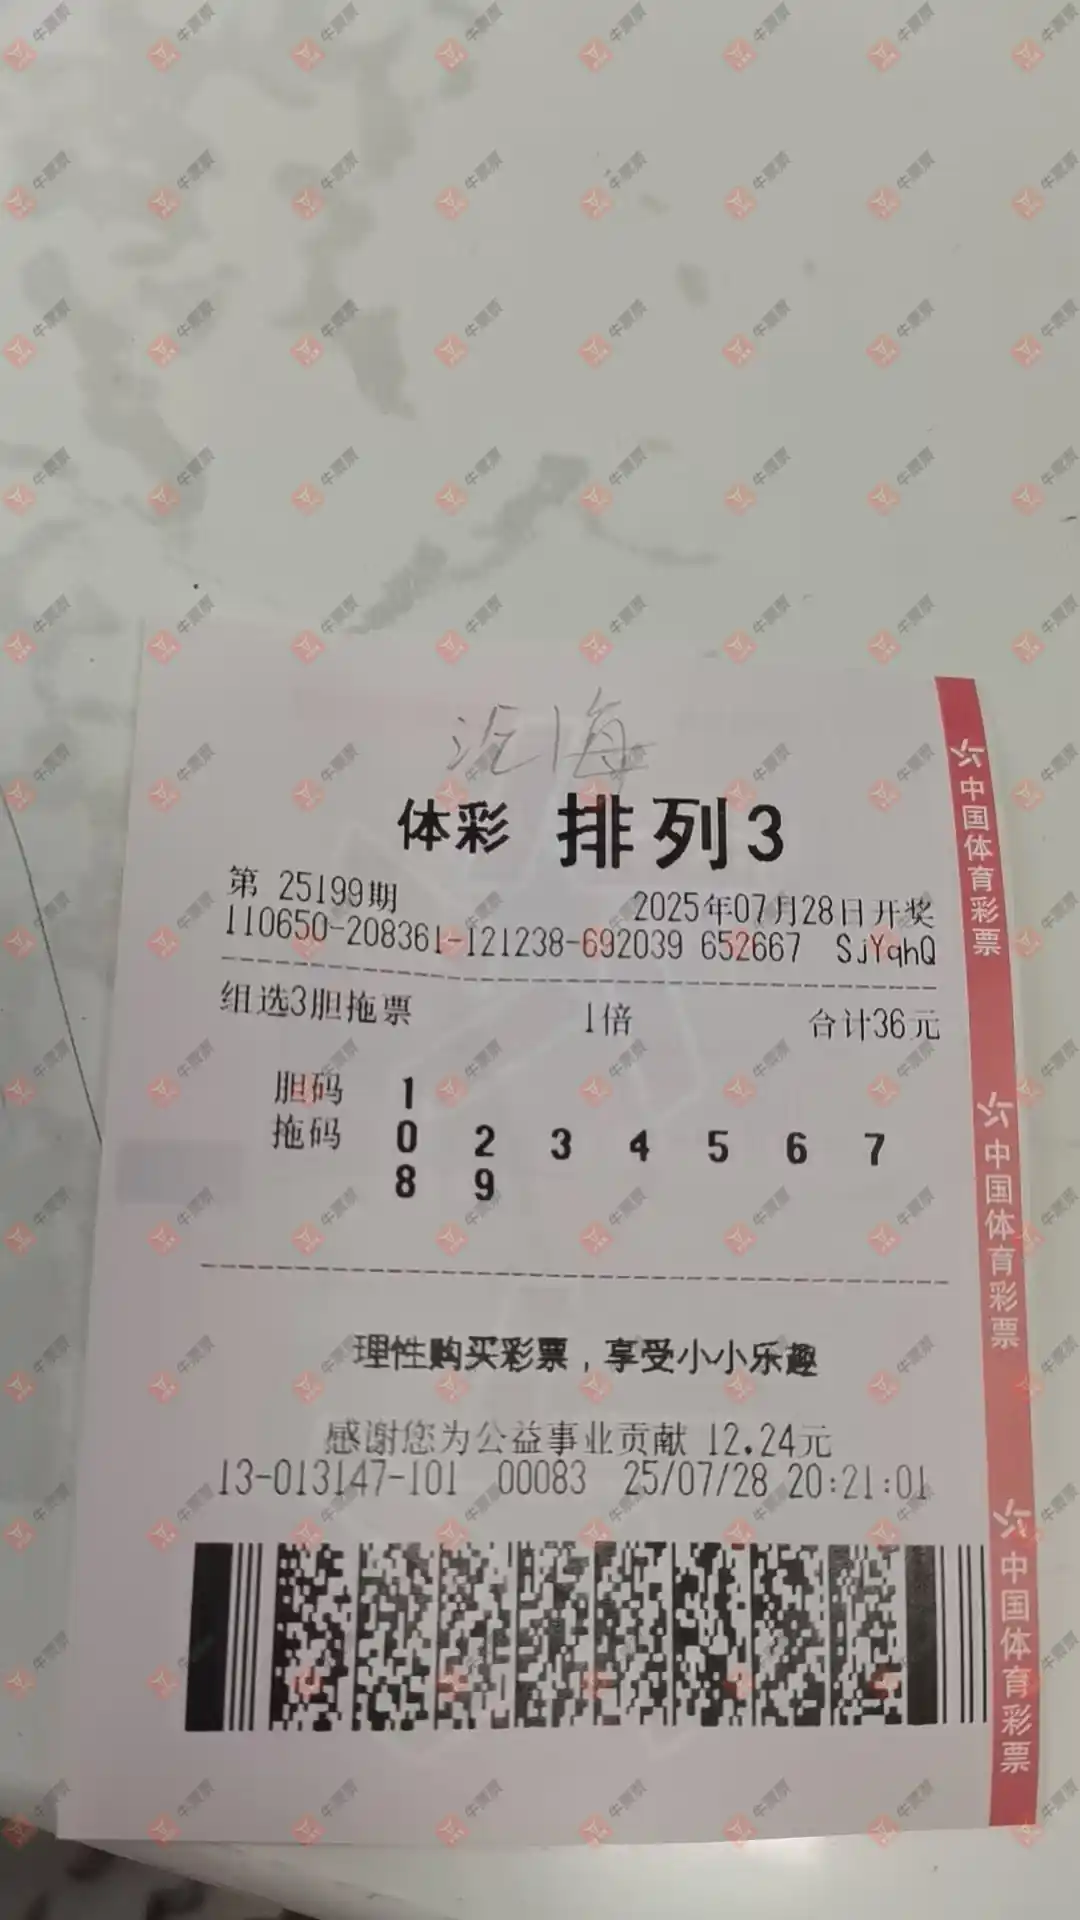 沧海
体彩 排列3
第 25199期 2025年07月28日开奖
110650-208361-121238-692039 652667 SjYqhQ
组选3胆拖票 1倍 合计36元
胆码 1
拖码 0 2 3 4 5 6 7
8 9
理性购买彩票，享受小小乐趣
感谢您为公益事业贡献 12.24元
13-013147-101 00083 25/07/28 20:21:01
中国体育彩票
中国体育彩票
中国体育彩票
牛票票